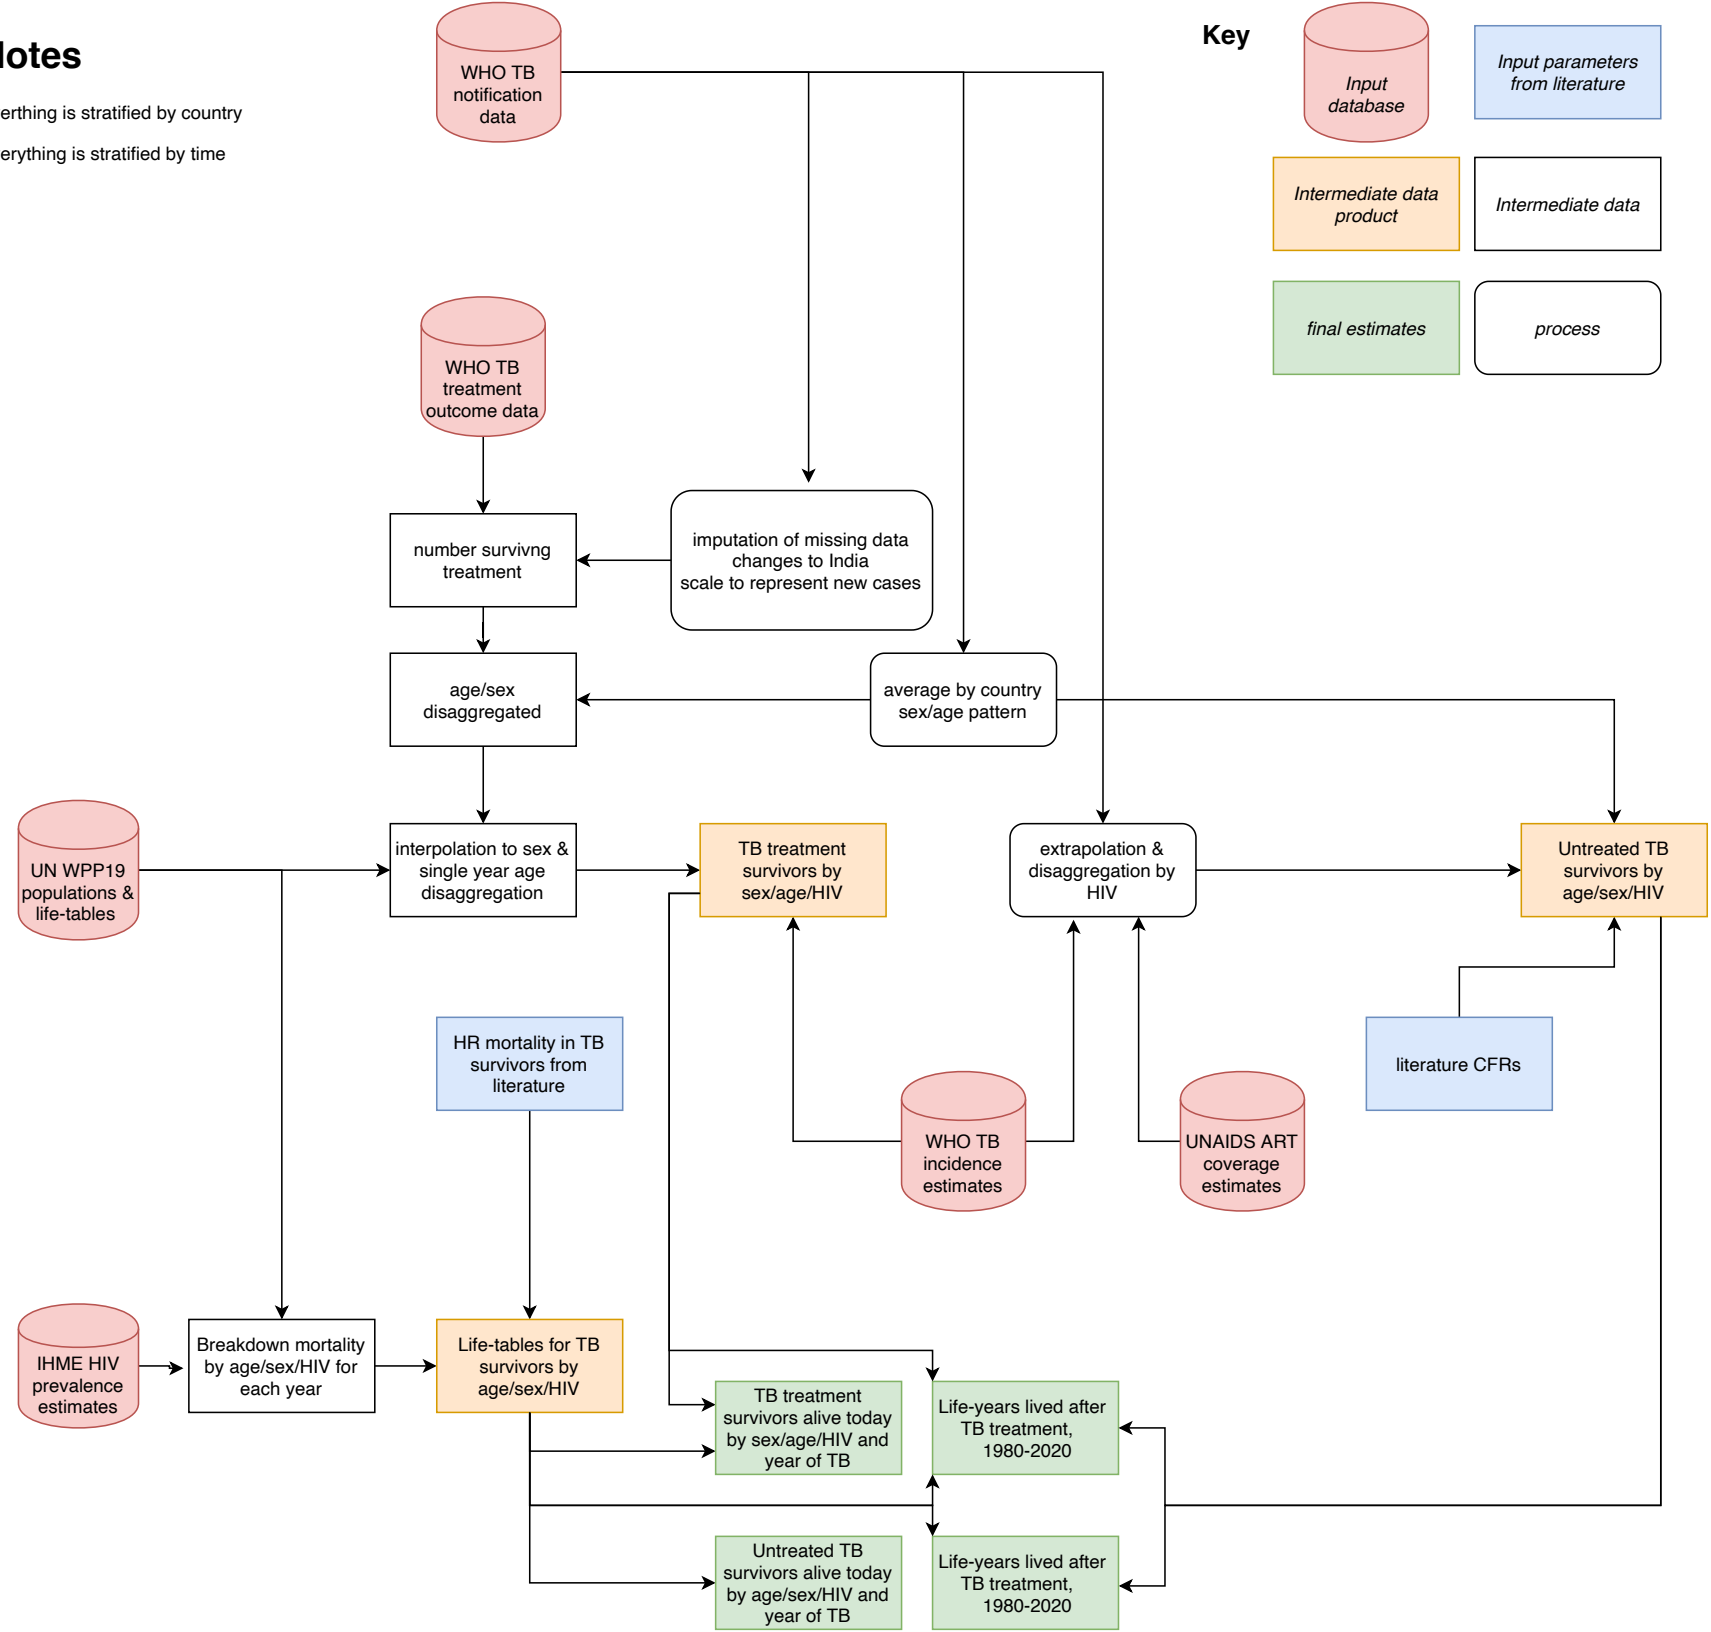 lotes
erthing is stratified by country
erything is stratified by time
WHO TB
notification
data
Key
Input
database
Input parameters
from literature
Intermediate data
product
Intermediate data
final estimates
process
WHO TB
treatment
outcome data
number survivng
treatment
imputation of missing data
changes to India
scale to represent new cases
age/sex
disaggregated
average by country
sex/age pattern
UN WPP19
populations &
life-tables
interpolation to sex &
single year age
disaggregation
TB treatment
survivors by
sex/age/HIV
extrapolation &
disaggregation by
HIV
Untreated TB
survivors by
age/sex/HIV
HR mortality in TB
survivors from
literature
WHO TB
incidence
estimates
UNAIDS ART
coverage
estimates
literature CFRs
IHME HIV
prevalence
estimates
Breakdown mortality
by age/sex/HIV for
each year
Life-tables for TB
survivors by
age/sex/HIV
TB treatment
survivors alive today
by sex/age/HIV and
year of TB
Life-years lived after
TB treatment,
1980-2020
Untreated TB
survivors alive today
by age/sex/HIV and
year of TB
Life-years lived after
TB treatment,
1980-2020